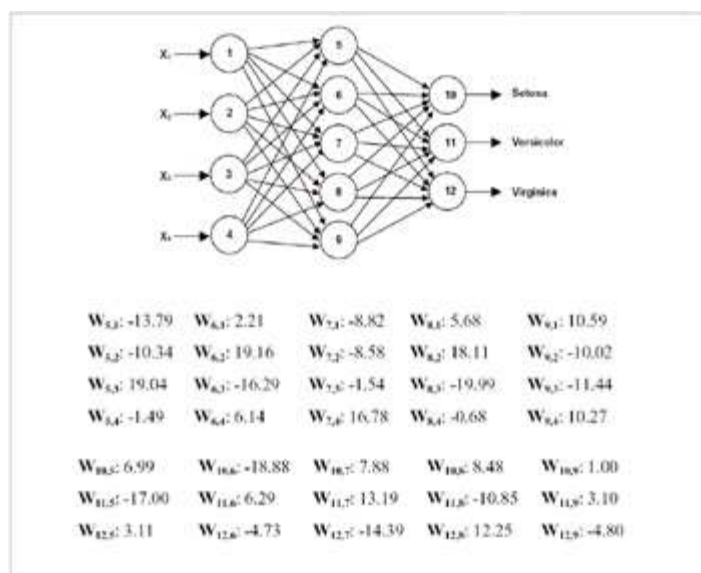 1 5
X₁
6 10 Setosa
2
X₂
7 11 Versicolor
3
X₃
8 12 Virginica
4
X₄
9
W5,1: -13.79 W6,1: 2.21 W7,1: -8.82 W8,1: 5.68 W9,1: 10.59
W5,2: -10.34 W6,2: 19.16 W7,2: -8.58 W8,2: 18.11 W9,2: -10.02
W5,3: 19.04 W6,3: -16.29 W7,3: -1.54 W8,3: -19.99 W9,3: -11.44
W5,4: -1.49 W6,4: 6.14 W7,4: 16.78 W8,4: -0.68 W9,4: 10.27
W10,5: 6.99 W10,6: -18.88 W10,7: 7.88 W10,8: 8.48 W10,9: 1.00
W11,5: -17.00 W11,6: 6.29 W11,7: 13.19 W11,8: -10.85 W11,9: 3.10
W12,5: 3.11 W12,6: -4.73 W12,7: -14.39 W12,8: 12.25 W12,9: -4.80